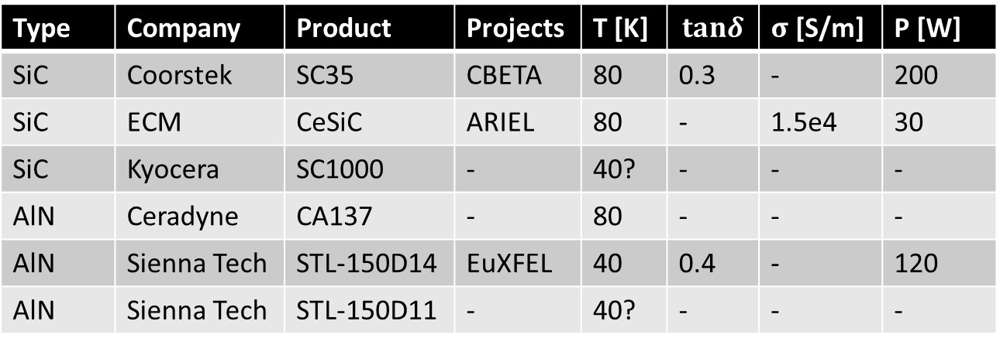 Type Company Product Projects T [K] tanδ σ [S/m] P [W]
SiC Coorstek SC35 CBETA 80 0.3 - 200
SiC ECM CeSiC ARIEL 80 - 1.5e4 30
SiC Kyocera SC1000 - 40? - - -
AlN Ceradyne CA137 - 80 - - -
AlN Sienna Tech STL-150D14 EuXFEL 40 0.4 - 120
AlN Sienna Tech STL-150D11 - 40? - - -